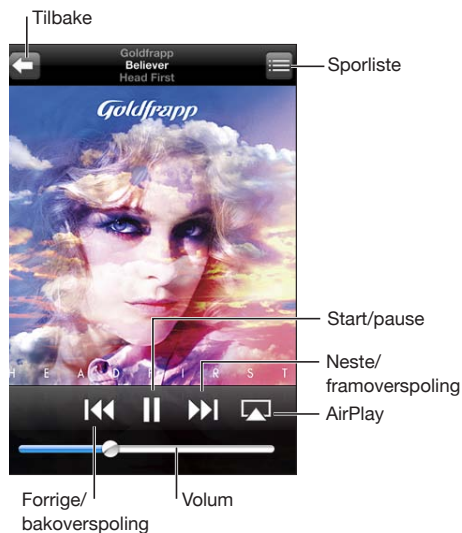 Tilbake
Goldfrapp
Believer
Head First
Sporliste
Goldfrapp
Start/pause
Neste/
framoverspoling
HEAD FIRST
AirPlay
Forrige/
bakoverspoling
Volum